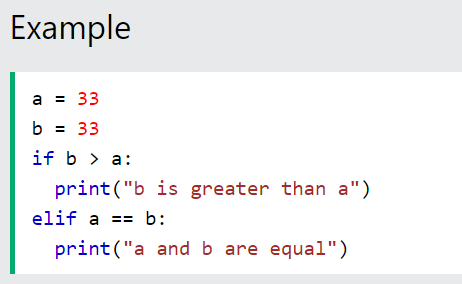 Example
a = 33
b = 33
if b > a:
  print("b is greater than a")
elif a == b:
  print("a and b are equal")